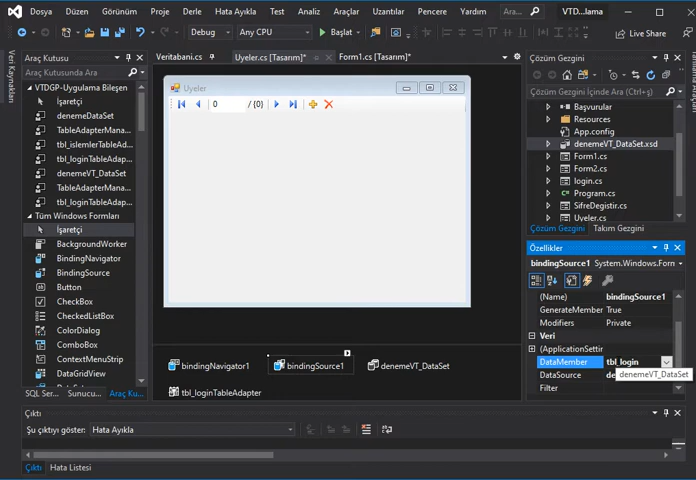 Dosya Düzen Görünüm Proje Derle Hata Ayıkla Test Analiz Araçlar Uzantılar Pencere Yardım Ara... VTD...lama
Debug Any CPU Başlat Live Share
Veri Kaynakları
Araç Kutusu
Araç Kutusunda Ara
VTDGP-Uygulama Bileşen
İşaretçi
denemeDataSet
TableAdapterMana...
tbl_islemlerTableAd...
tbl_loginTableAdap...
denemeVT_DataSet
TableAdapterMana...
tbl_loginTableAdap...
Tüm Windows Formları
İşaretçi
BackgroundWorker
BindingNavigator
BindingSource
Button
CheckBox
CheckedListBox
ColorDialog
ComboBox
ContextMenuStrip
DataGridView
SQL Ser... Sunucu... Araç Ku...
Veritabani.cs Uyeler.cs [Tasarım]* Form1.cs [Tasarım]*
Uyeler
0 / {0}
bindingNavigator1 bindingSource1 denemeVT_DataSet
tbl_loginTableAdapter
Çözüm Gezgini
Çözüm Gezgini İçinde Ara (Ctrl+ş)
Başvurular
Resources
App.config
denemeVT_DataSet.xsd
Form1.cs
Form2.cs
login.cs
Program.cs
SifreDegistir.cs
Uyeler.cs
Çözüm Gezgini Takım Gezgini
Özellikler
bindingSource1 System.Windows.Forn
(Name) bindingSource1
GenerateMember True
Modifiers Private
Veri
(ApplicationSettir
DataMember tbl_login
DataSource de
denemeVT_DataSet
Filter
Çıktı
Şu çıktıyı göster: Hata Ayıkla
Çıktı Hata Listesi